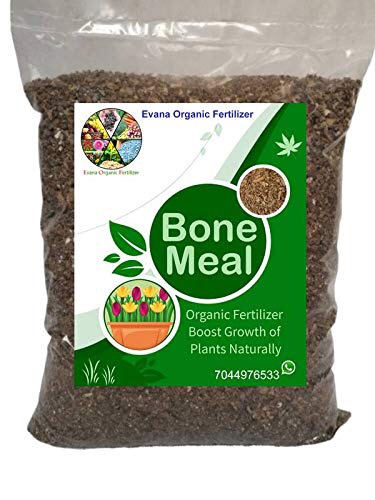 Evana Organic Fertilizer
Evana Organic Fertilizer
Bone
Meal
Organic Fertilizer
Boost Growth of
Plants Naturally
7044976533